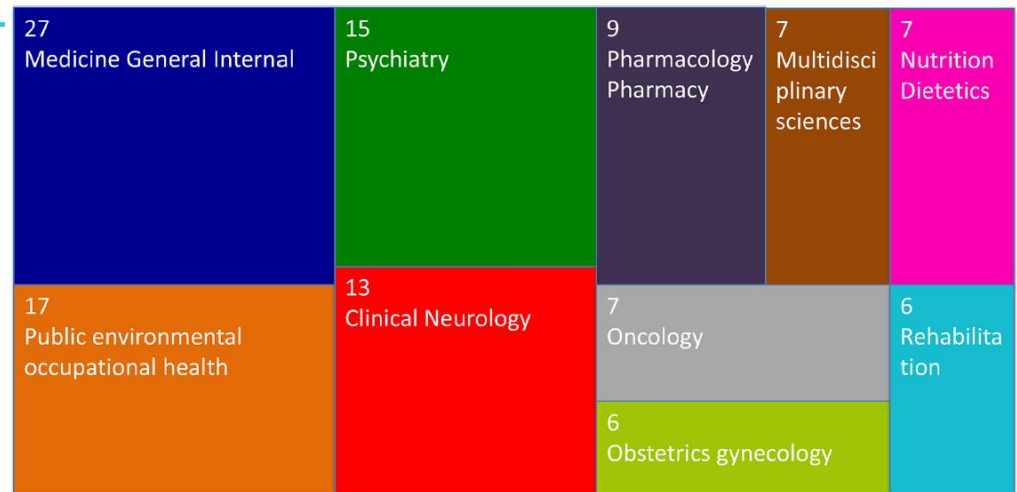 27
Medicine General Internal
15
Psychiatry
9
Pharmacology
Pharmacy
7
Multidisci
plinary
sciences
7
Nutrition
Dietetics
17
Public environmental
occupational health
13
Clinical Neurology
7
Oncology
6
Rehabilita
tion
6
Obstetrics gynecology